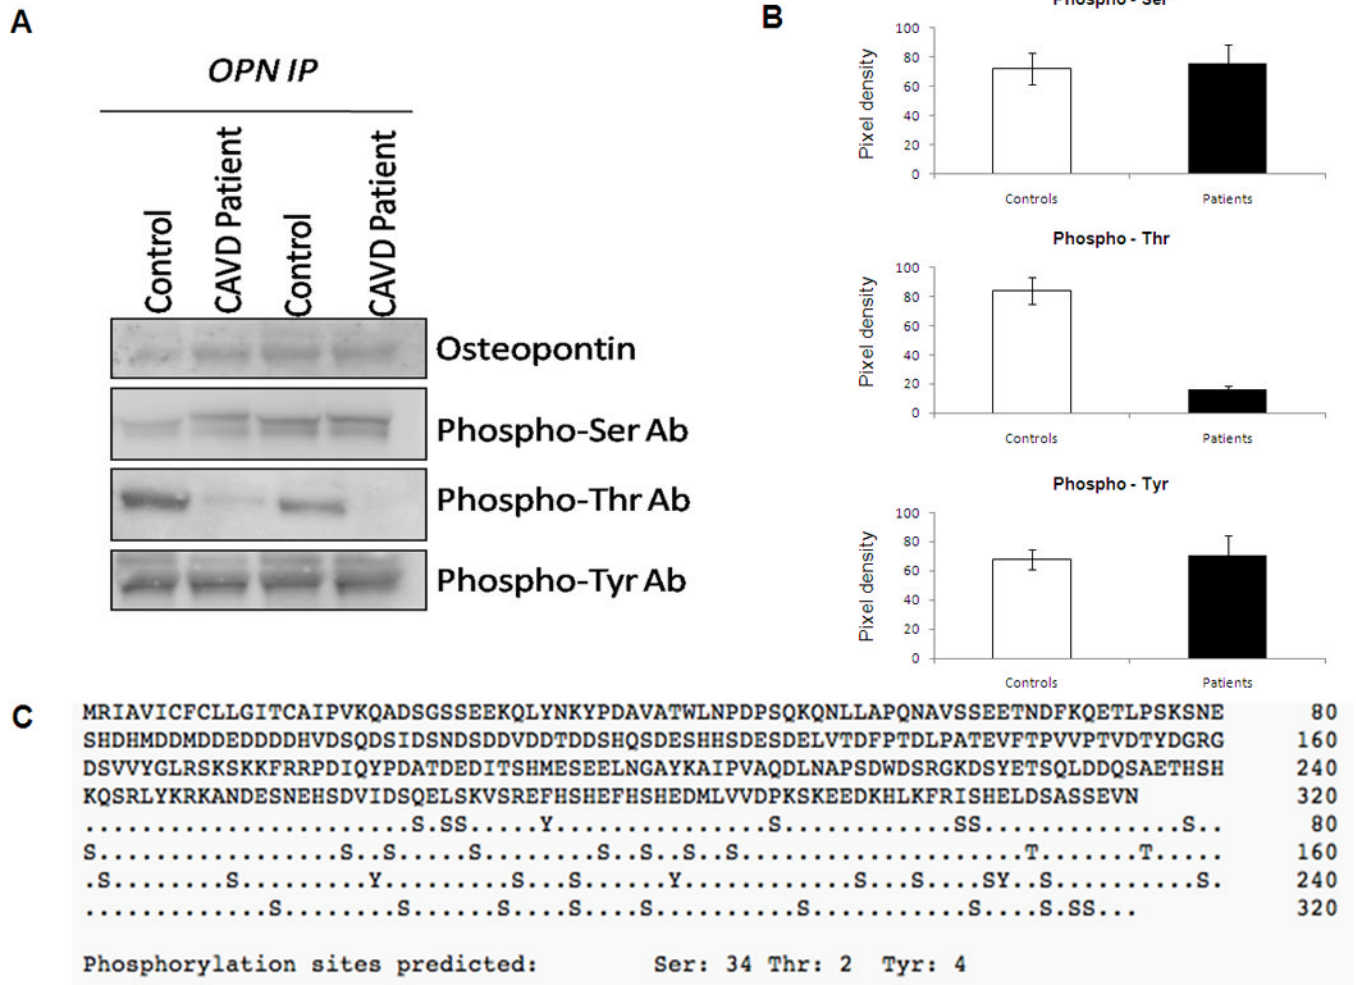 A
OPN IP
Control
CAVD Patient
Control
CAVD Patient
Osteopontin
Phospho-Ser Ab
Phospho-Thr Ab
Phospho-Tyr Ab
B
Phospho - Ser
Pixel density
100
80
60
40
20
0
Controls Patients
Phospho - Thr
Pixel density
100
80
60
40
20
0
Controls Patients
Phospho - Tyr
Pixel density
100
80
60
40
20
0
Controls Patients
C
MRIAVICFCLLGITCAIPVKQADSGSSEEKQLYNKYPDAVATWLNPDPSQKQNLLAPQNAVSSEETNDFKQETLPSKSNE 80
SHDHMDDMDDEDDDDHVDSQDSIDSNDSDDVDDTDDSHQSDESHHSDESDELVTDFPTDLPATEVFTPVVPTVDTYDGRG 160
DSVVYGLRSKSKKFRRPDIQYPDATDEDITSHMESEELNGAYKAIPVAQDLNAPSDWDSRGKDSYETSQLDDQSAETHSH 240
KQSRLYKRKANDESNEHSDVIDSQELSKVSREFHSHEFHSHEDMLVVDPKSKEEDKHLKFRISHELDSASSEVN 320
.......................S.SS.....Y...............S............SS..............S.. 80
S.................S..S.....S........S..S..S..S....................T.......T..... 160
.S........S.........Y.........S...S......Y............S...S....SY..S..........S. 240
.............S........S......S....S....S..........S...........S....S.SS... 320
Phosphorylation sites predicted: Ser: 34 Thr: 2 Tyr: 4